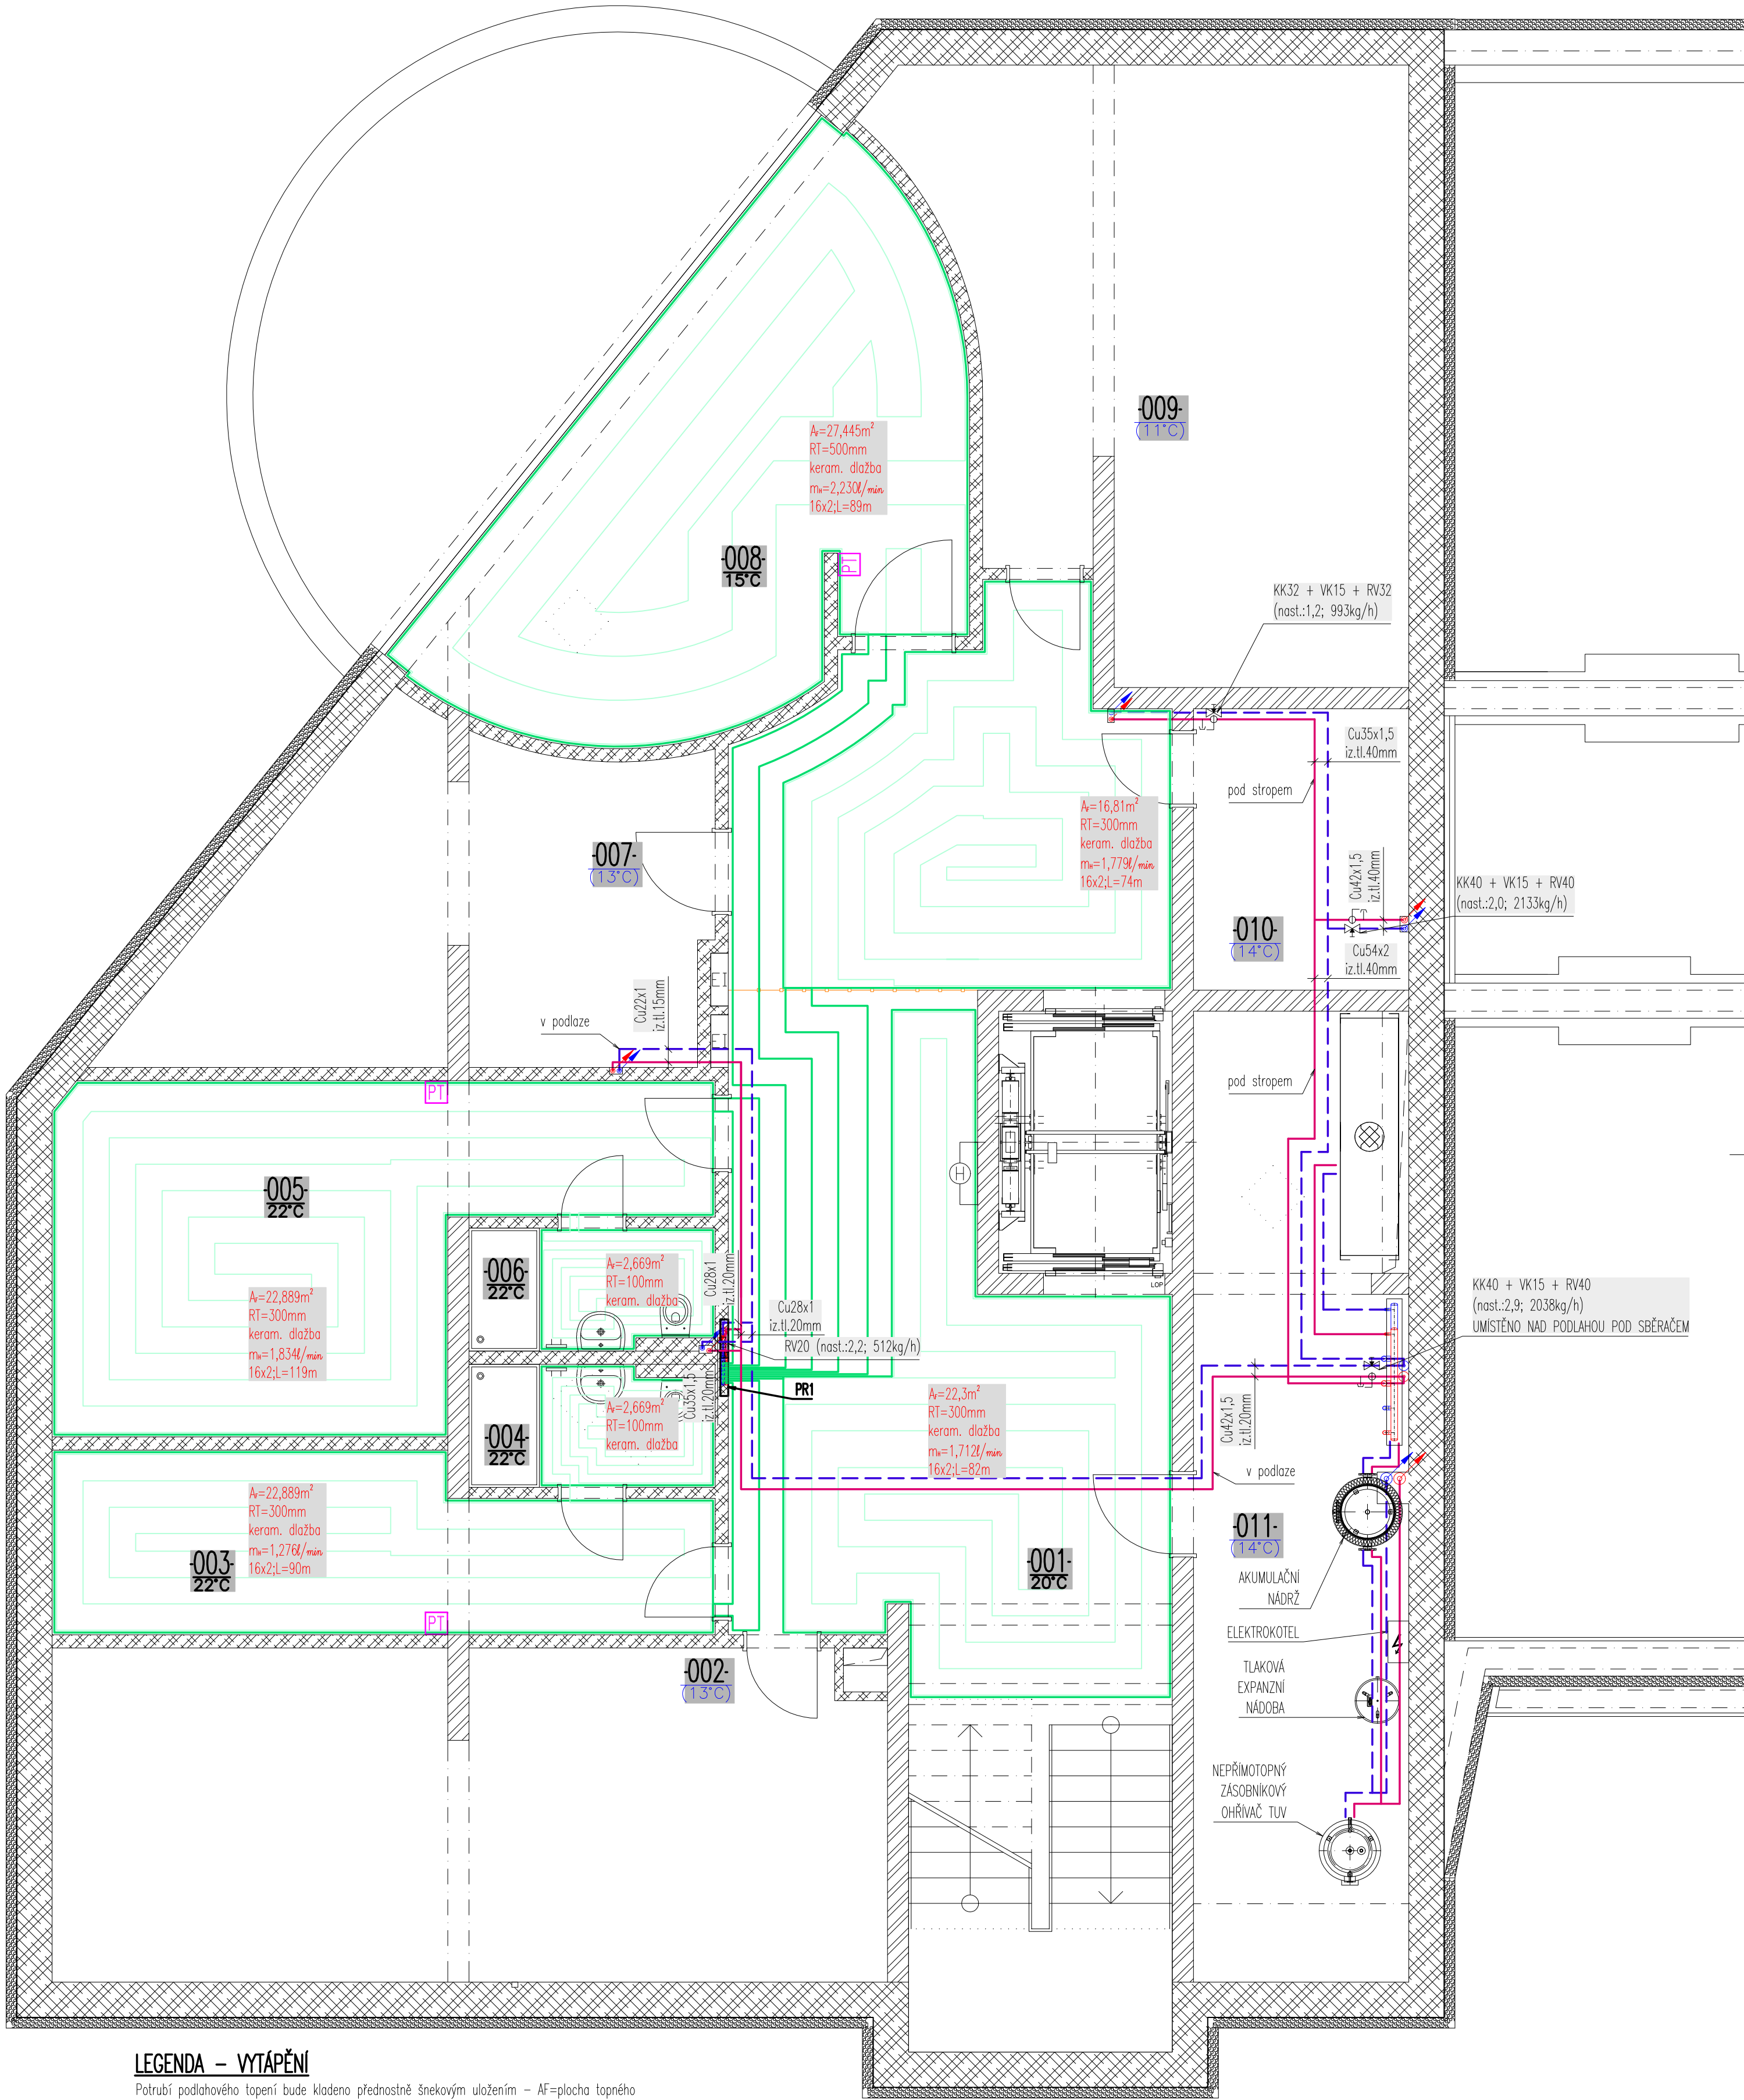 -009-
(11°C)
AF=27,445m²
RT=500mm
keram. dlažba
mH=2,230ℓ/min
16x2;L=89m
-008-
15°C
PT
KK32 + VK15 + RV32
(nast.:1,2; 993kg/h)
Cu35x1,5
iz.tl.40mm
pod stropem
AF=16,81m²
RT=300mm
keram. dlažba
mH=1,779ℓ/min
16x2;L=74m
-007-
(13°C)
Cu42x1,5
iz.tl.40mm
KK40 + VK15 + RV40
(nast.:2,0; 2133kg/h)
-010-
(14°C)
Cu54x2
iz.tl.40mm
EI
Cu22x1
iz.tl.15mm
v podlaze
EI
pod stropem
PT
H
-005-
22°C
-006-
22°C
AF=2,669m²
RT=100mm
keram. dlažba
Cu28x1
iz.tl.20mm
LOP
AF=22,889m²
RT=300mm
keram. dlažba
mH=1,834ℓ/min
16x2;L=119m
Cu28x1
iz.tl.20mm
RV20 (nast.:2,2; 512kg/h)
KK40 + VK15 + RV40
(nast.:2,9; 2038kg/h)
UMÍSTĚNO NAD PODLAHOU POD SBĚRAČEM
PR1
Cu35x1,5
iz.tl.20mm
AF=2,669m²
RT=100mm
keram. dlažba
-004-
22°C
AF=22,3m²
RT=300mm
keram. dlažba
mH=1,712ℓ/min
16x2;L=82m
Cu42x1,5
iz.tl.20mm
v podlaze
AF=22,889m²
RT=300mm
keram. dlažba
mH=1,276ℓ/min
16x2;L=90m
-003-
22°C
-001-
20°C
-011-
(14°C)
AKUMULAČNÍ
NÁDRŽ
PT
ELEKTROKOTEL
-002-
(13°C)
TLAKOVÁ
EXPANZNÍ
NÁDOBA
NEPŘÍMOTOPNÝ
ZÁSOBNÍKOVÝ
OHŘÍVAČ TUV
LEGENDA – VYTÁPĚNÍ
Potrubí podlahového topení bude kladeno přednostně šnekovým uložením – AF=plocha topného